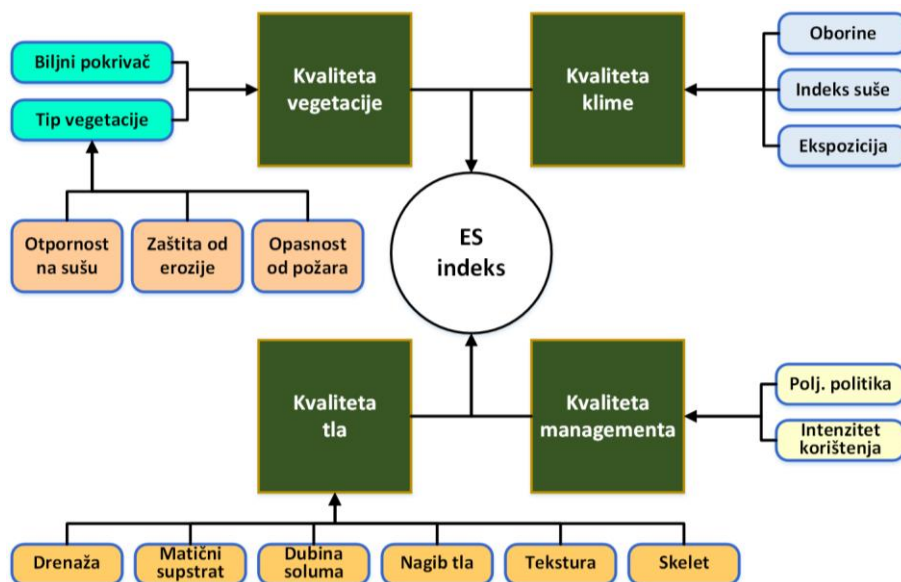 Biljni pokrivač
Tip vegetacije
Kvaliteta
vegetacije
Kvaliteta
klime
Oborine
Indeks suše
Ekspozicija
Otpornost
na sušu
Zaštita od
erozije
Opasnost
od požara
ES
indeks
Kvaliteta
tla
Kvaliteta
managementa
Polj. politika
Intenzitet
korištenja
Drenaža
Matični
supstrat
Dubina
soluma
Nagib tla
Tekstura
Skelet